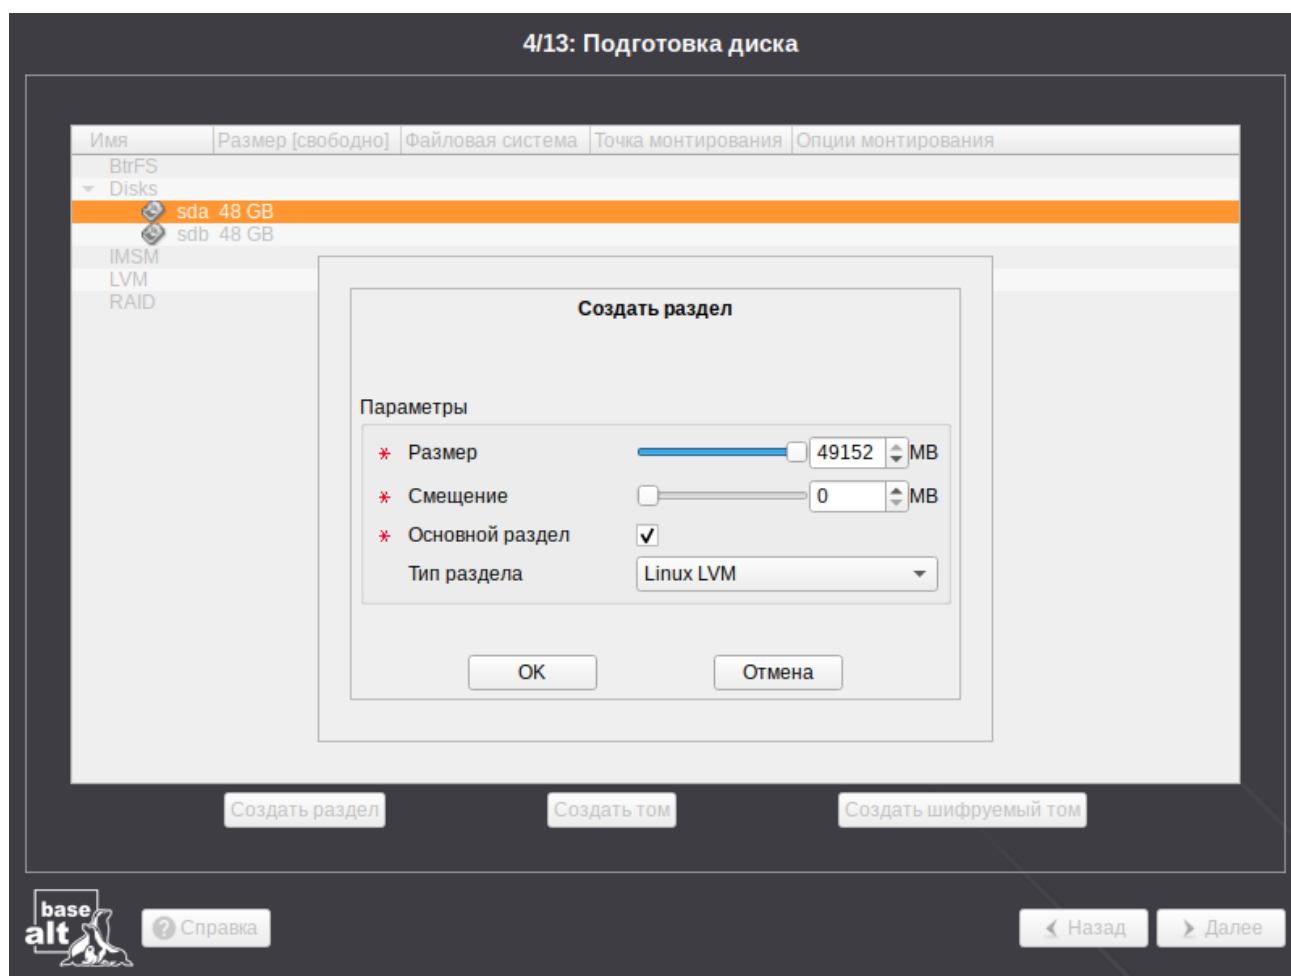 4/13: Подготовка диска
Имя Размер [свободно] Файловая система Точка монтирования Опции монтирования
BtrFS
Disks
sda 48 GB
sdb 48 GB
IMSM
LVM
RAID
Создать раздел
Параметры
* Размер 49152 MB
* Смещение 0 MB
* Основной раздел
Тип раздела Linux LVM
OK Отмена
Создать раздел Создать том Создать шифруемый том
base
alt
? Справка Назад Далее